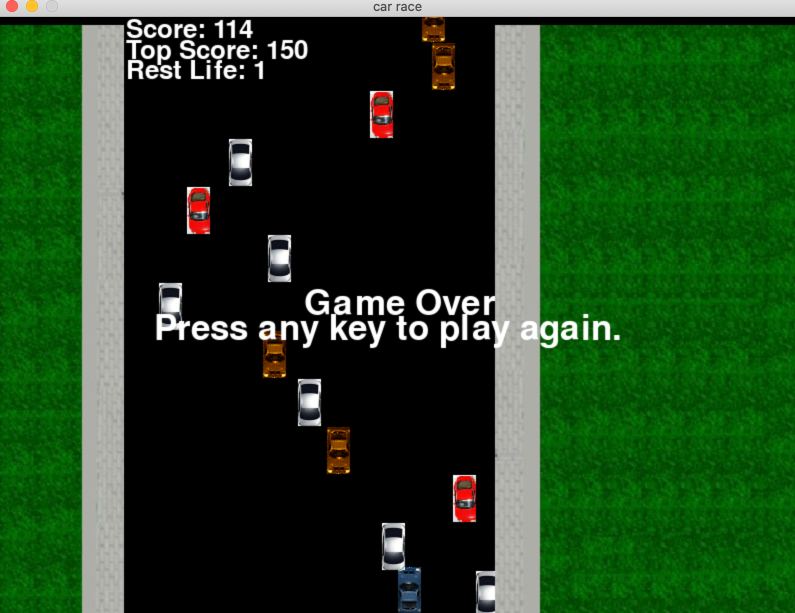 car race
Score: 114
Top Score: 150
Rest Life: 1
Game Over
Press any key to play again.